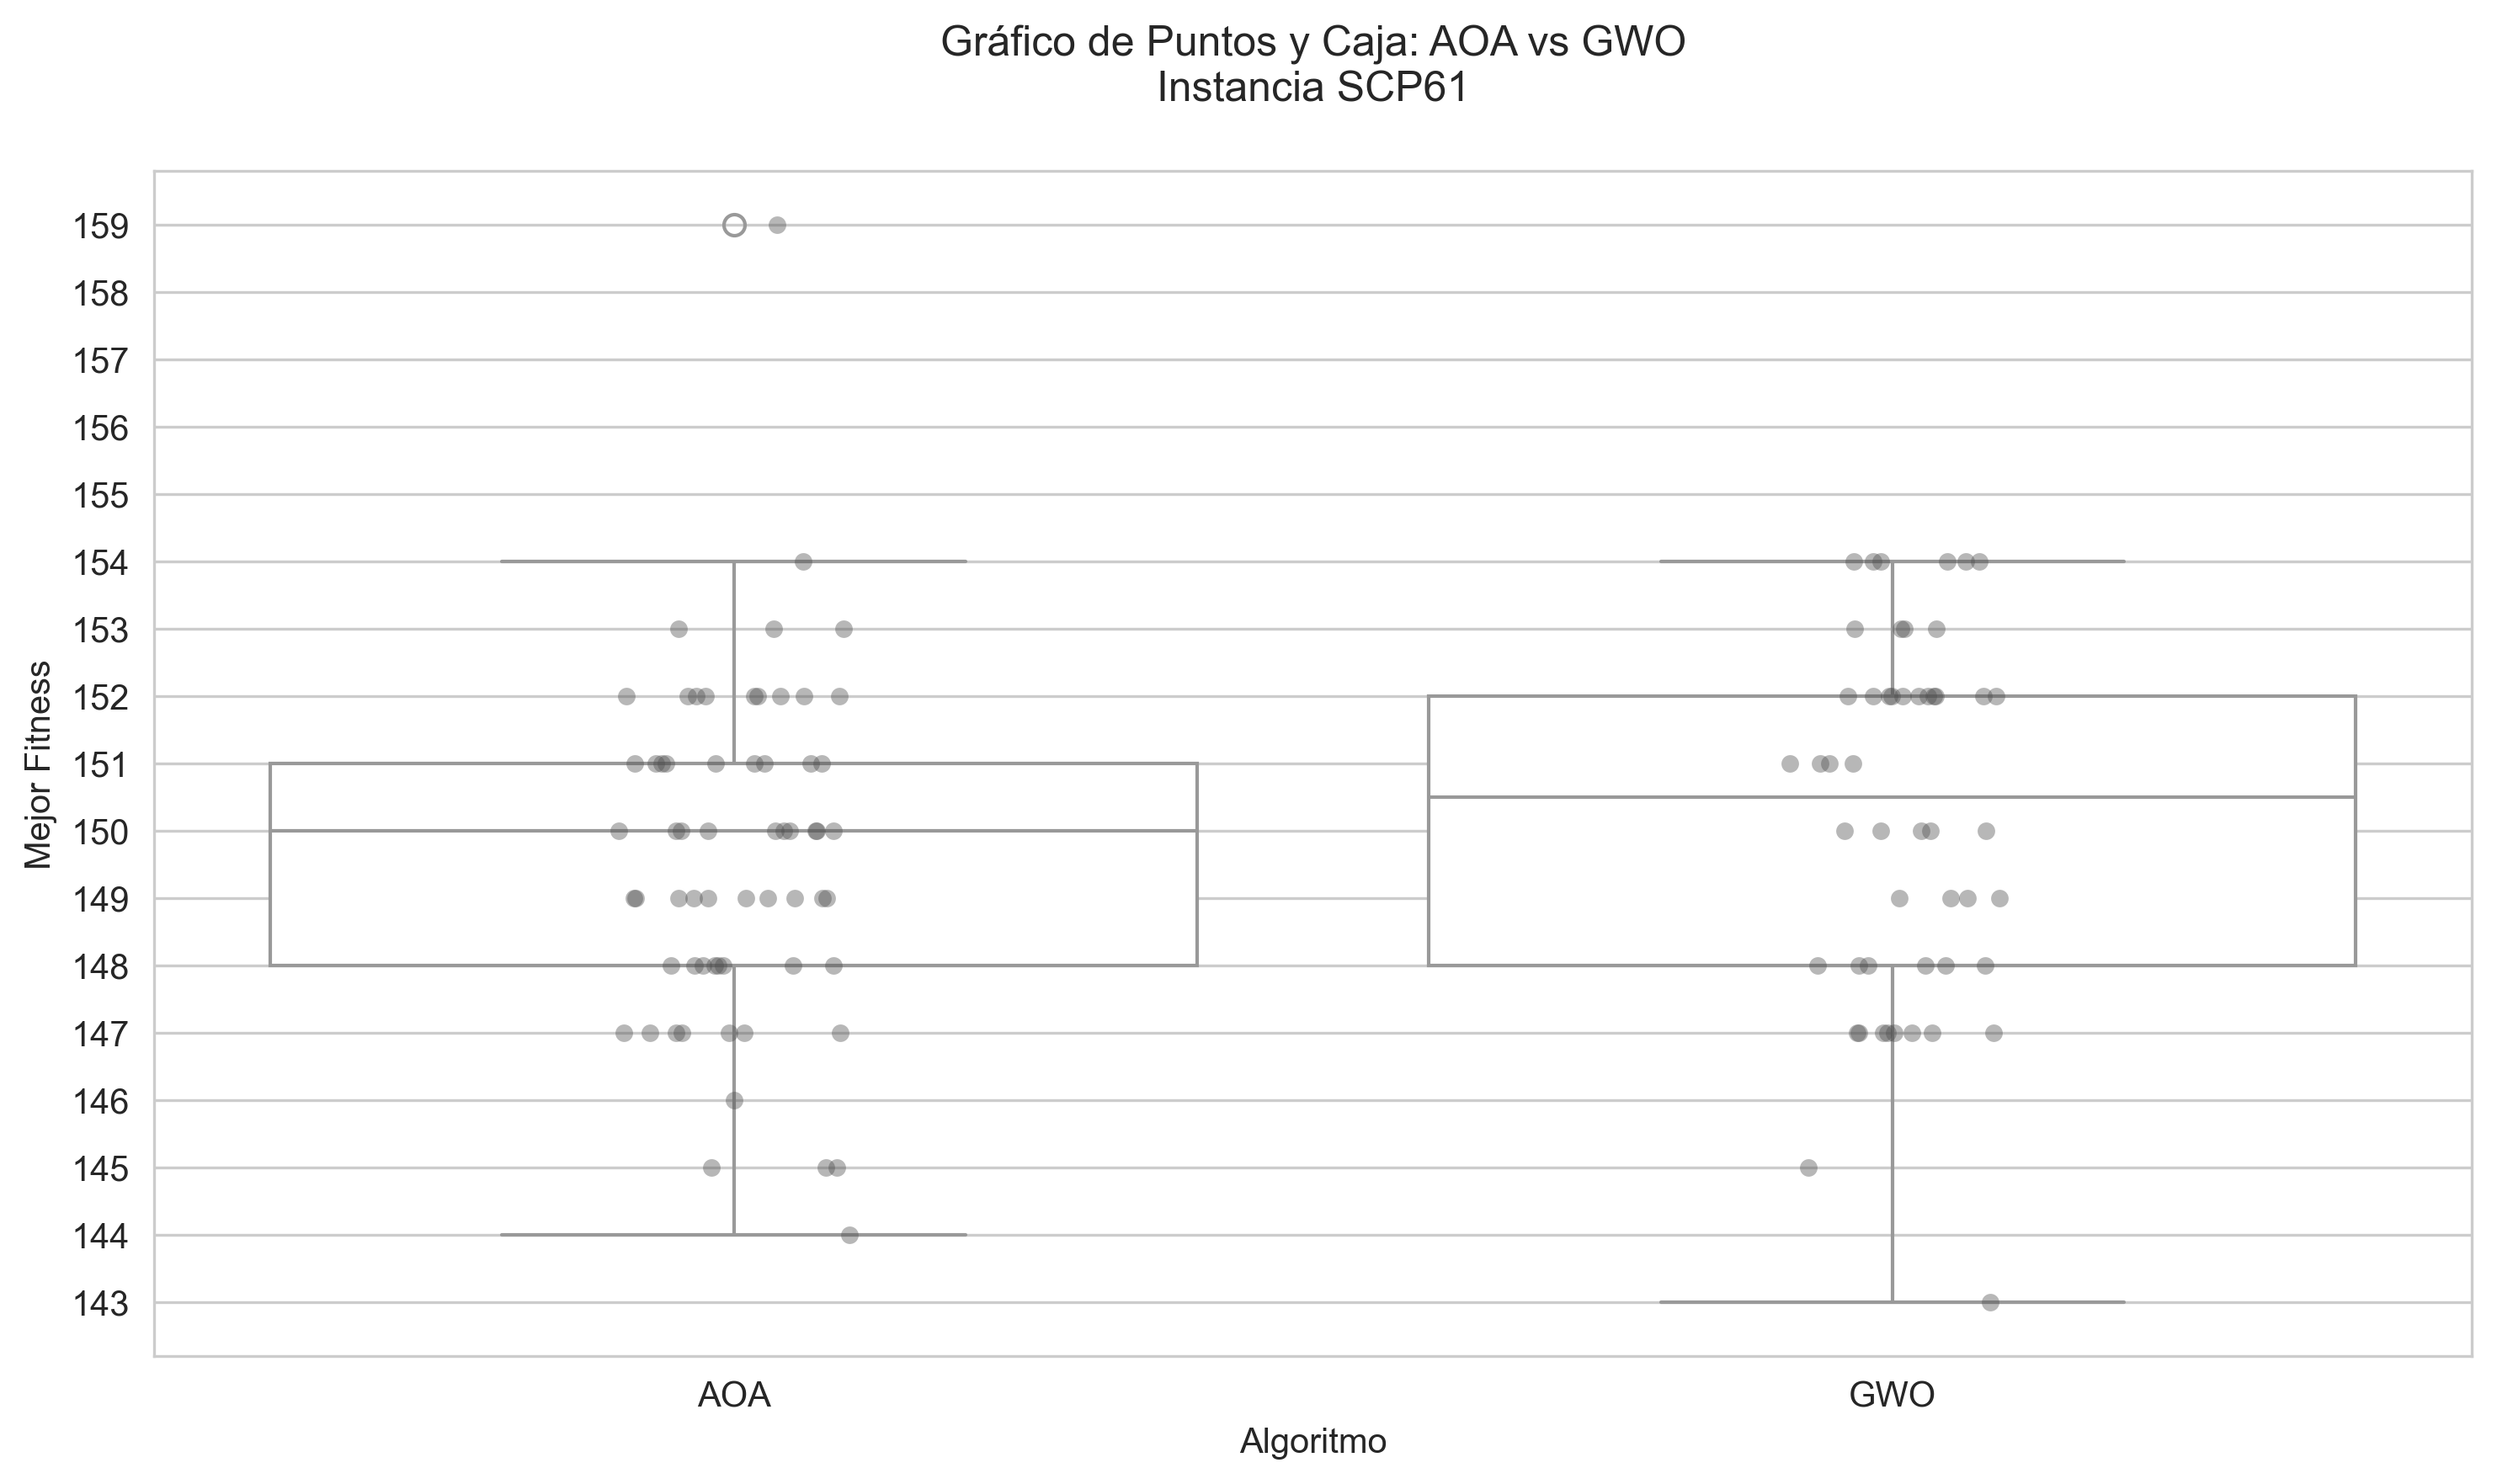 Gráfico de Puntos y Caja: AOA vs GWO
Instancia SCP61
159
158
157
156
155
154
153
152
151
150
149
148
147
146
145
144
143
Mejor Fitness
AOA
GWO
Algoritmo